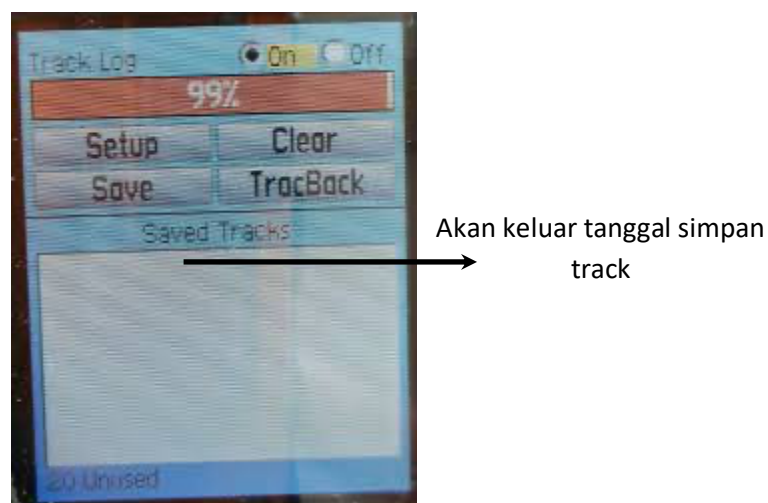 Track Log On Off
99%
Setup Clear
Save TracBack
Saved Tracks
20 Unused
Akan keluar tanggal simpan
track